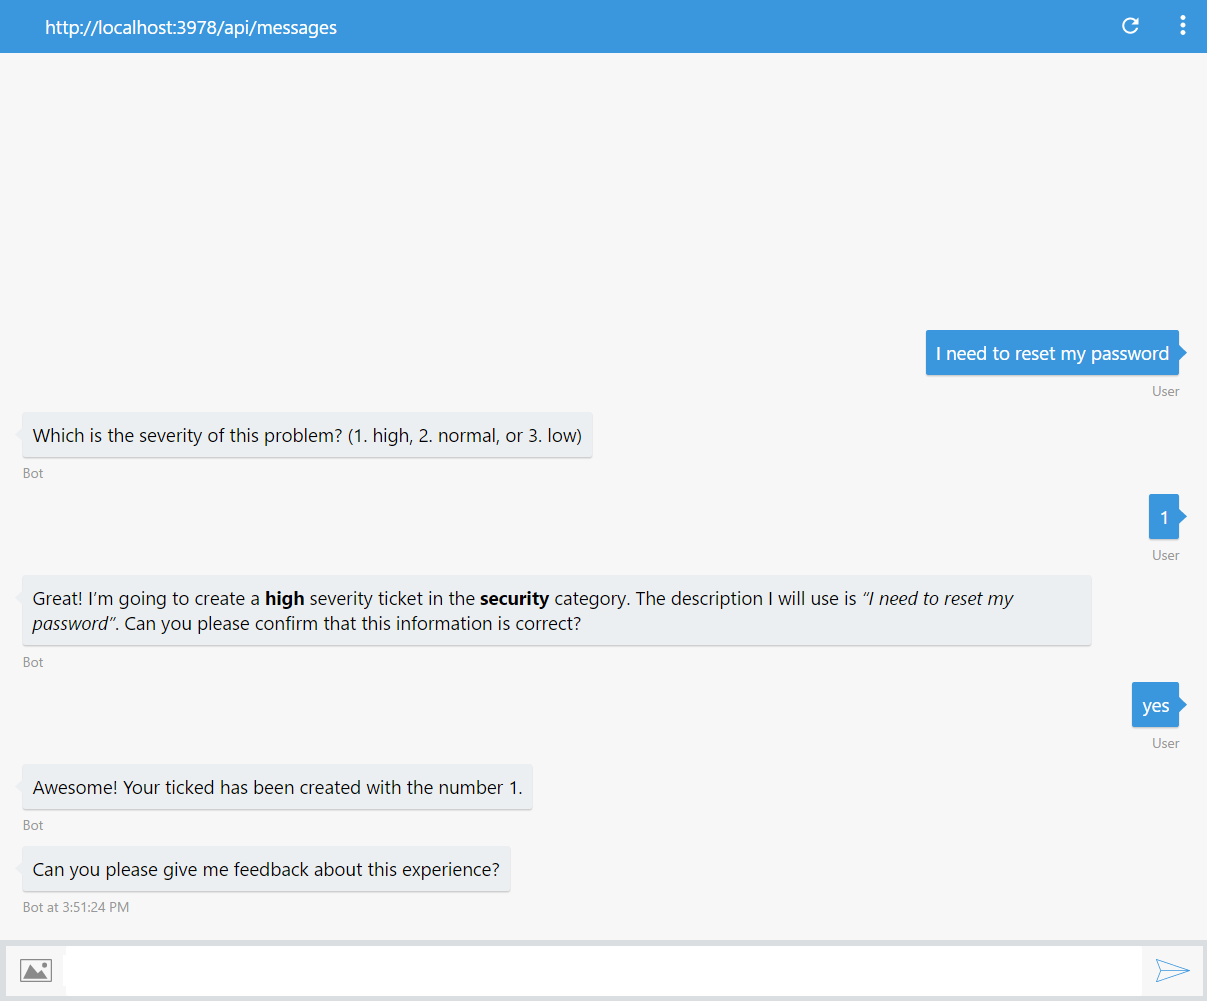 http://localhost:3978/api/messages
I need to reset my password
User
Which is the severity of this problem? (1. high, 2. normal, or 3. low)
Bot
1
User
Great! I’m going to create a high severity ticket in the security category. The description I will use is “I need to reset my
password”. Can you please confirm that this information is correct?
Bot
yes
User
Awesome! Your ticked has been created with the number 1.
Bot
Can you please give me feedback about this experience?
Bot at 3:51:24 PM